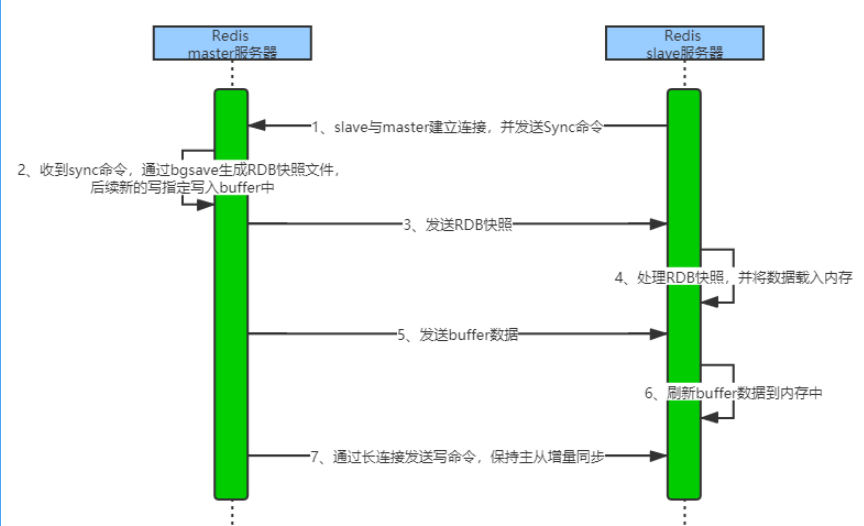 Redis
master服务器
Redis
slave服务器
1、slave与master建立连接，并发送Sync命令
2、收到sync命令，通过bgsave生成RDB快照文件，
后续新的写指定写入buffer中
3、发送RDB快照
4、处理RDB快照，并将数据载入内存
5、发送buffer数据
6、刷新buffer数据到内存中
7、通过长连接发送写命令，保持主从增量同步